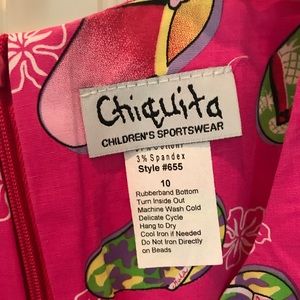 Chiquita
CHILDREN'S SPORTSWEAR
3% Spandex
Style #655
10
Rubberband Bottom
Turn Inside Out
Machine Wash Cold
Delicate Cycle
Hang to Dry
Cool Iron if Needed
Do Not Iron Directly
on Beads